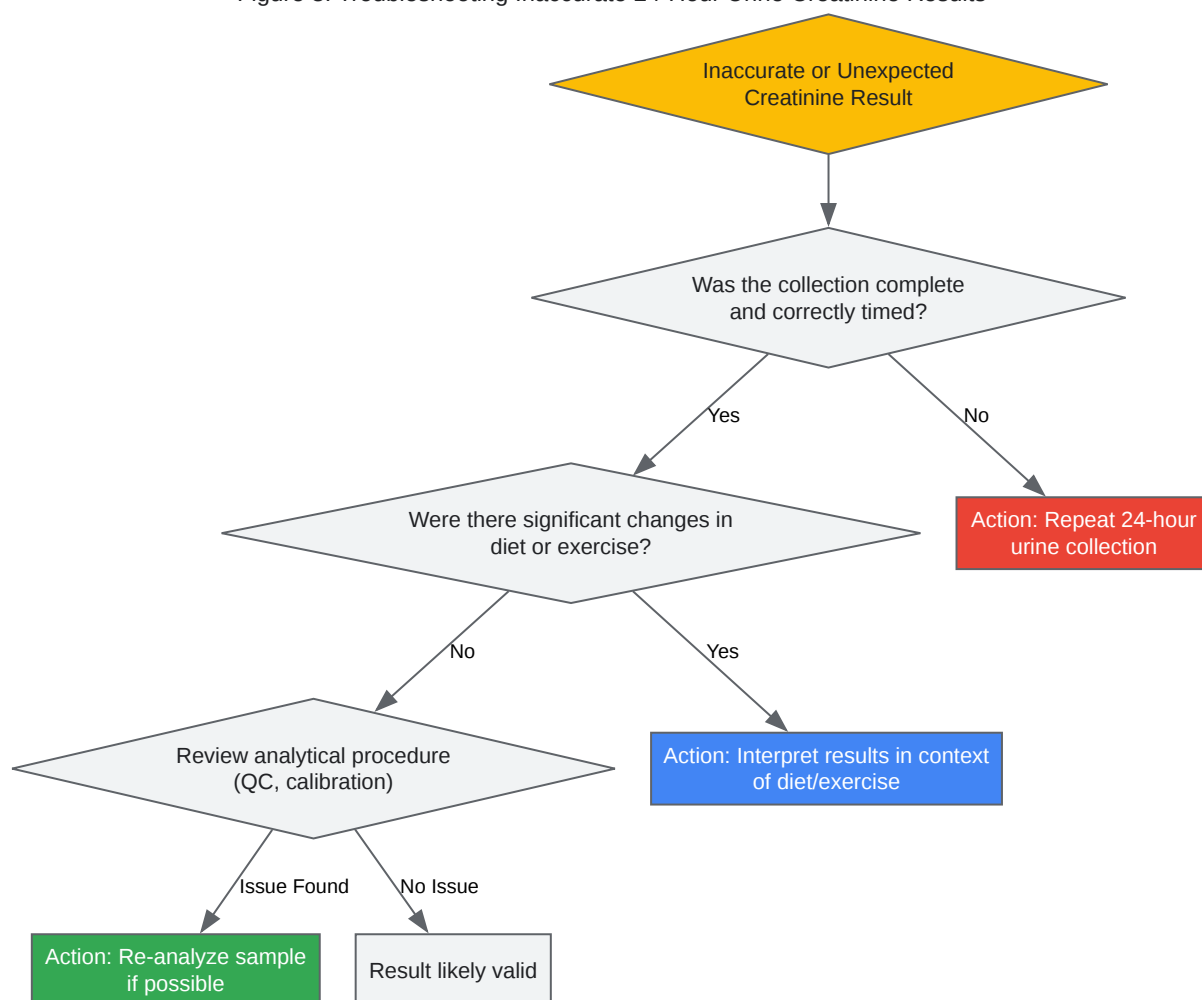 Inaccurate or Unexpected
Creatinine Result
Was the collection complete
and correctly timed?
Yes
No
Were there significant changes in
diet or exercise?
Action: Repeat 24-hour
urine collection
No
Yes
Review analytical procedure
(QC, calibration)
Action: Interpret results in context
of diet/exercise
Issue Found
No Issue
Action: Re-analyze sample
if possible
Result likely valid